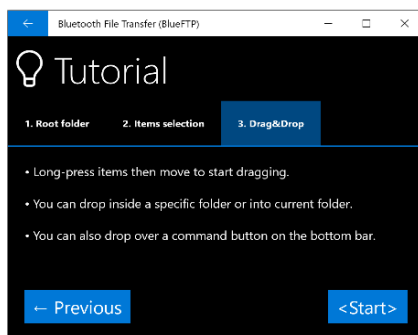 Bluetooth File Transfer (BlueFTP)
Tutorial
1. Root folder 2. Items selection 3. Drag&Drop
• Long-press items then move to start dragging.
• You can drop inside a specific folder or into current folder.
• You can also drop over a command button on the bottom bar.
← Previous <Start>